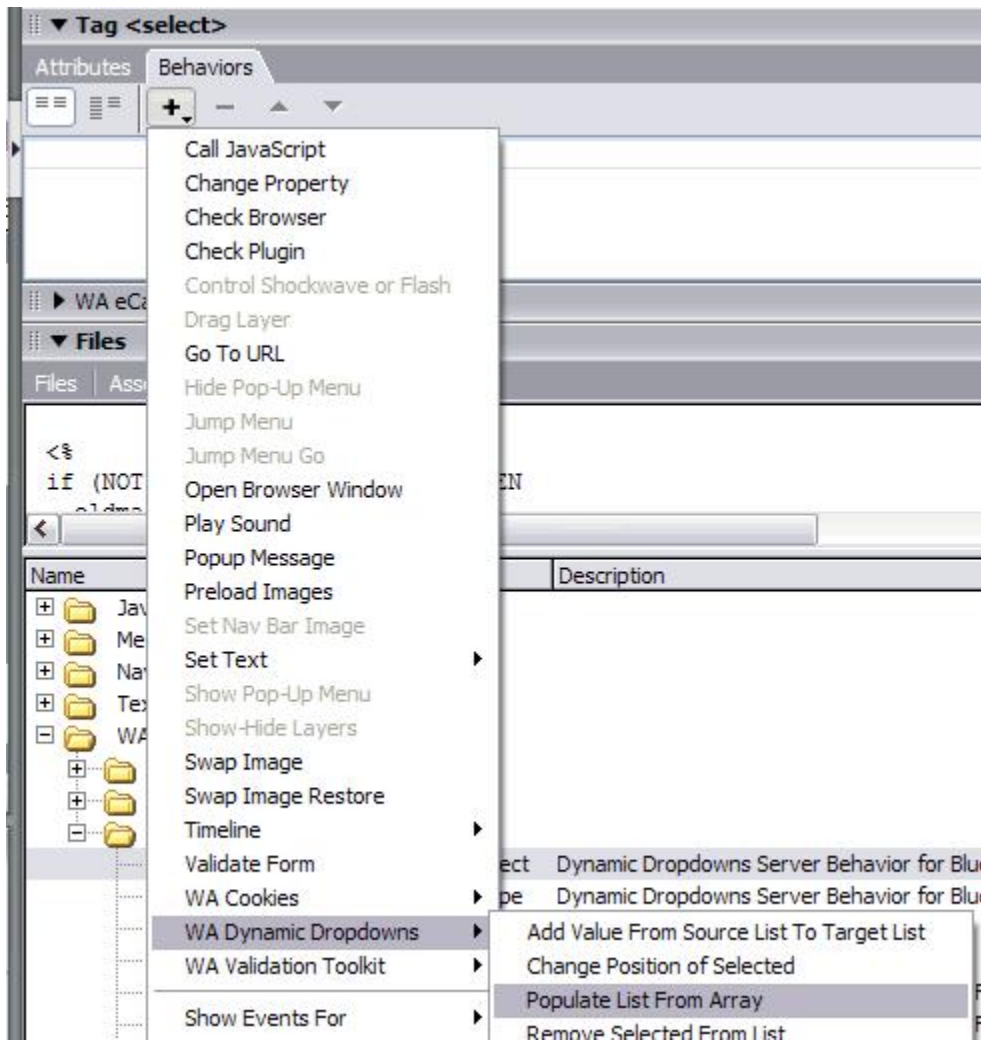 Tag <select>
Attributes Behaviors
Call JavaScript
Change Property
Check Browser
Check Plugin
Control Shockwave or Flash
WA eCa
Drag Layer
Files
Go To URL
Files Asse
Hide Pop-Up Menu
Jump Menu
<%
Jump Menu Go
if (NOT EN
Open Browser Window
Play Sound
Popup Message
Name Description
Preload Images
Jav
Set Nav Bar Image
Me
Set Text
Nav
Show Pop-Up Menu
Tex
Show-Hide Layers
WA
Swap Image
Swap Image Restore
Timeline
Validate Form
ect Dynamic Dropdowns Server Behavior for Blu
WA Cookies
pe Dynamic Dropdowns Server Behavior for Blu
WA Dynamic Dropdowns
Add Value From Source List To Target List
WA Validation Toolkit
Change Position of Selected
Populate List From Array
Show Events For
Remove Selected From List